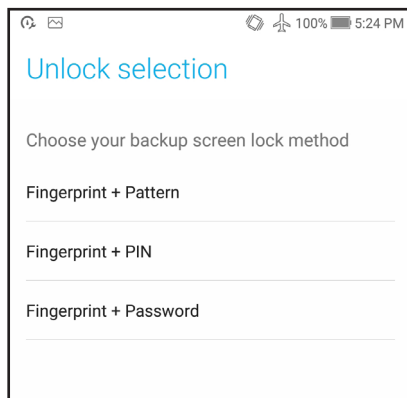 100% 5:24 PM
Unlock selection
Choose your backup screen lock method
Fingerprint + Pattern
Fingerprint + PIN
Fingerprint + Password